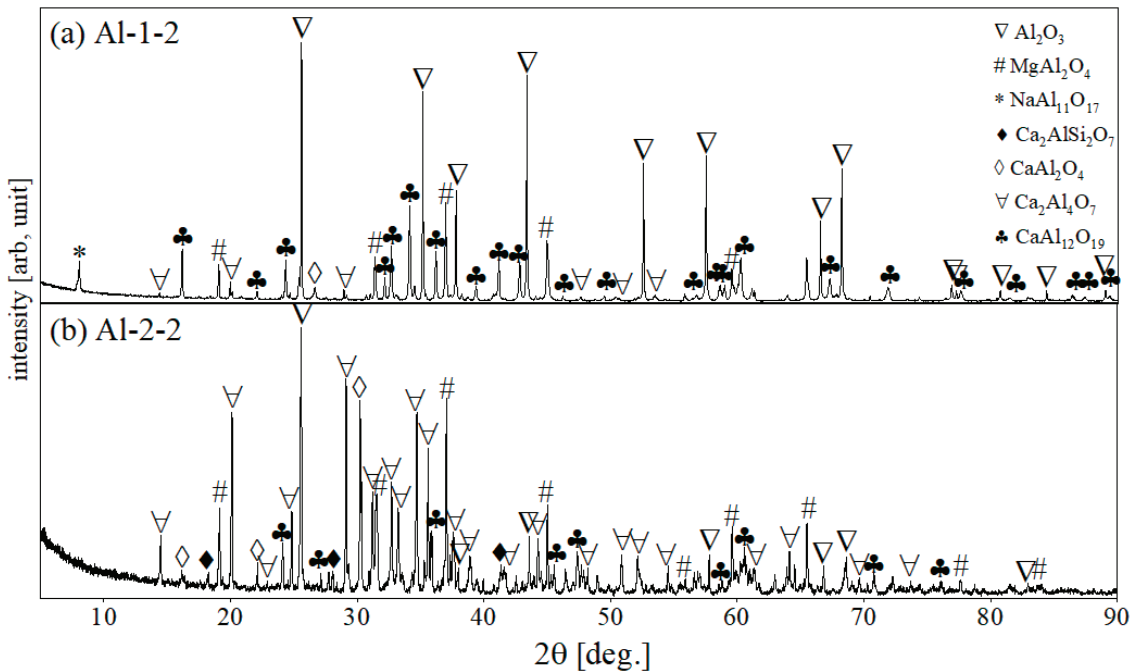 (a) Al-1-2
∇ Al₂O₃
# MgAl₂O₄
* NaAl₁₁O₁₇
♦ Ca₂AlSi₂O₇
◊ CaAl₂O₄
∀ Ca₂Al₄O₇
♣ CaAl₁₂O₁₉
intensity [arb, unit]
(b) Al-2-2
10 20 30 40 50 60 70 80 90
2θ [deg.]